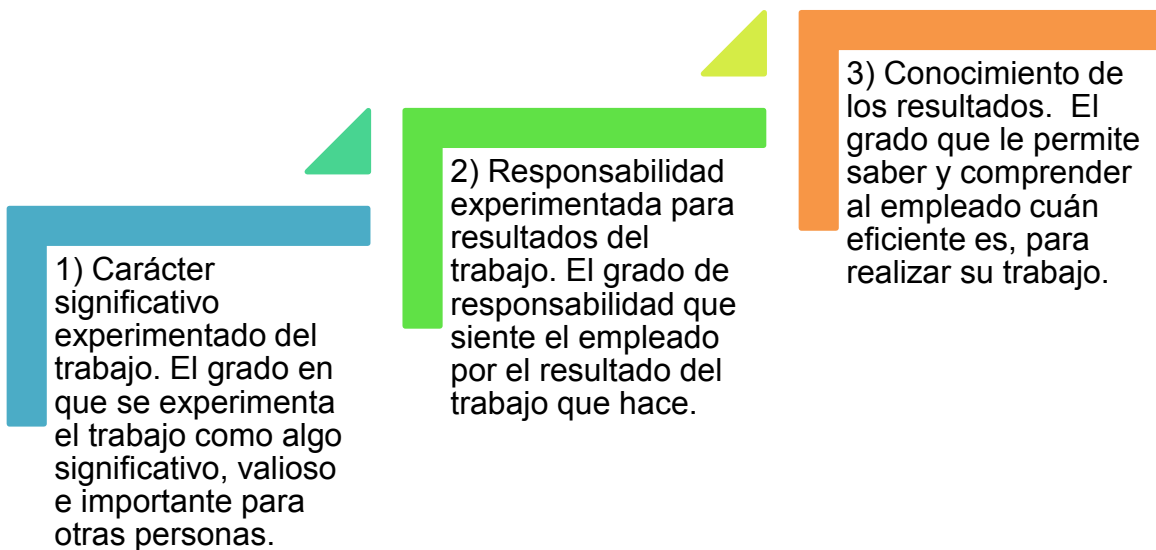 1) Carácter
significativo
experimentado del
trabajo. El grado en
que se experimenta
el trabajo como algo
significativo, valioso
e importante para
otras personas.
2) Responsabilidad
experimentada para
resultados del
trabajo. El grado de
responsabilidad que
siente el empleado
por el resultado del
trabajo que hace.
3) Conocimiento de
los resultados.  El
grado que le permite
saber y comprender
al empleado cuán
eficiente es, para
realizar su trabajo.